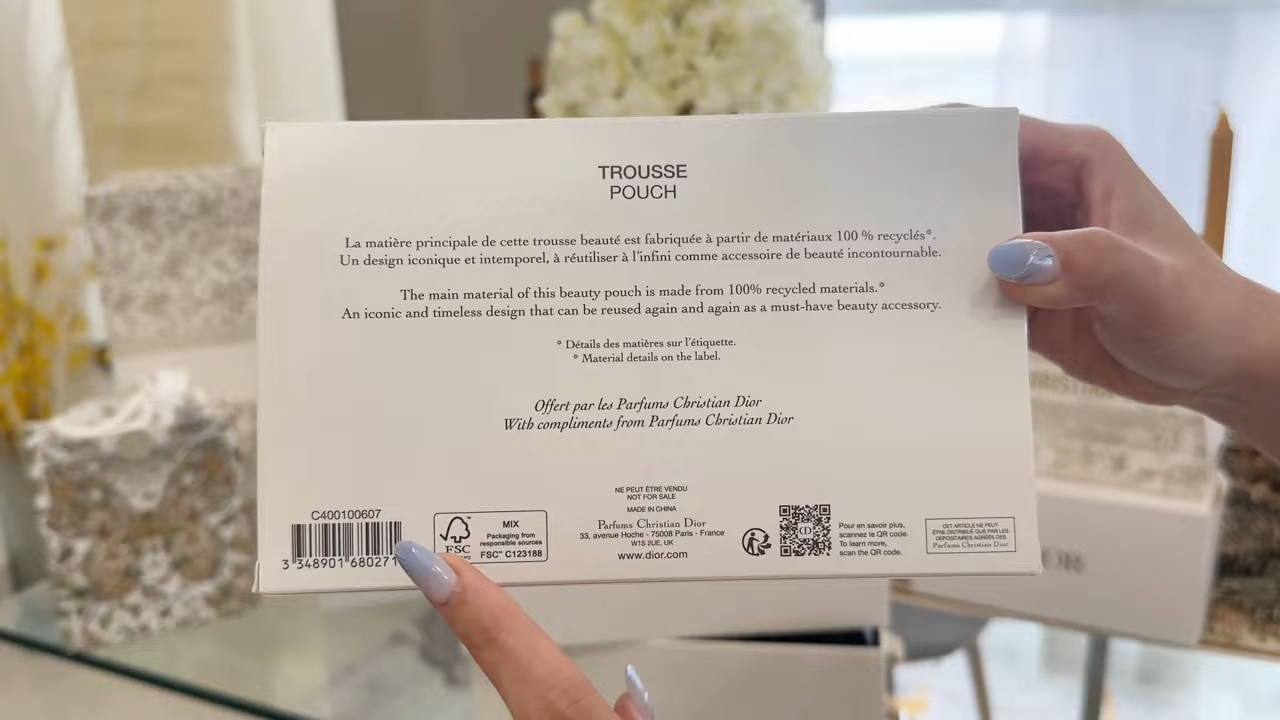 TROUSSE
POUCH
La matière principale de cette trousse beauté est fabriquée à partir de matériaux 100 % recyclés*.
Un design iconique et intemporel, à réutiliser à l'infini comme accessoire de beauté incontournable.
The main material of this beauty pouch is made from 100% recycled materials.*
An iconic and timeless design that can be reused again and again as a must-have beauty accessory.
* Détails des matières sur l'étiquette.
* Material details on the label.
Offert par les Parfums Christian Dior
With compliments from Parfums Christian Dior
NE PEUT ÊTRE VENDU
NOT FOR SALE
MADE IN CHINA
Parfums Christian Dior
33, avenue Hoche - 75008 Paris - France
W1S 2UE, UK
www.dior.com
C400100607
3 348901 680271
FSC
MIX
Packaging from
responsible sources
FSC™ C123188
Pour en savoir plus,
scannez le QR code.
To learn more,
scan the QR code.
CET ARTICLE NE PEUT
ÊTRE DISTRIBUÉ QUE PAR LES
DÉPOSITAIRES AGRÉÉS DES
Parfums Christian Dior